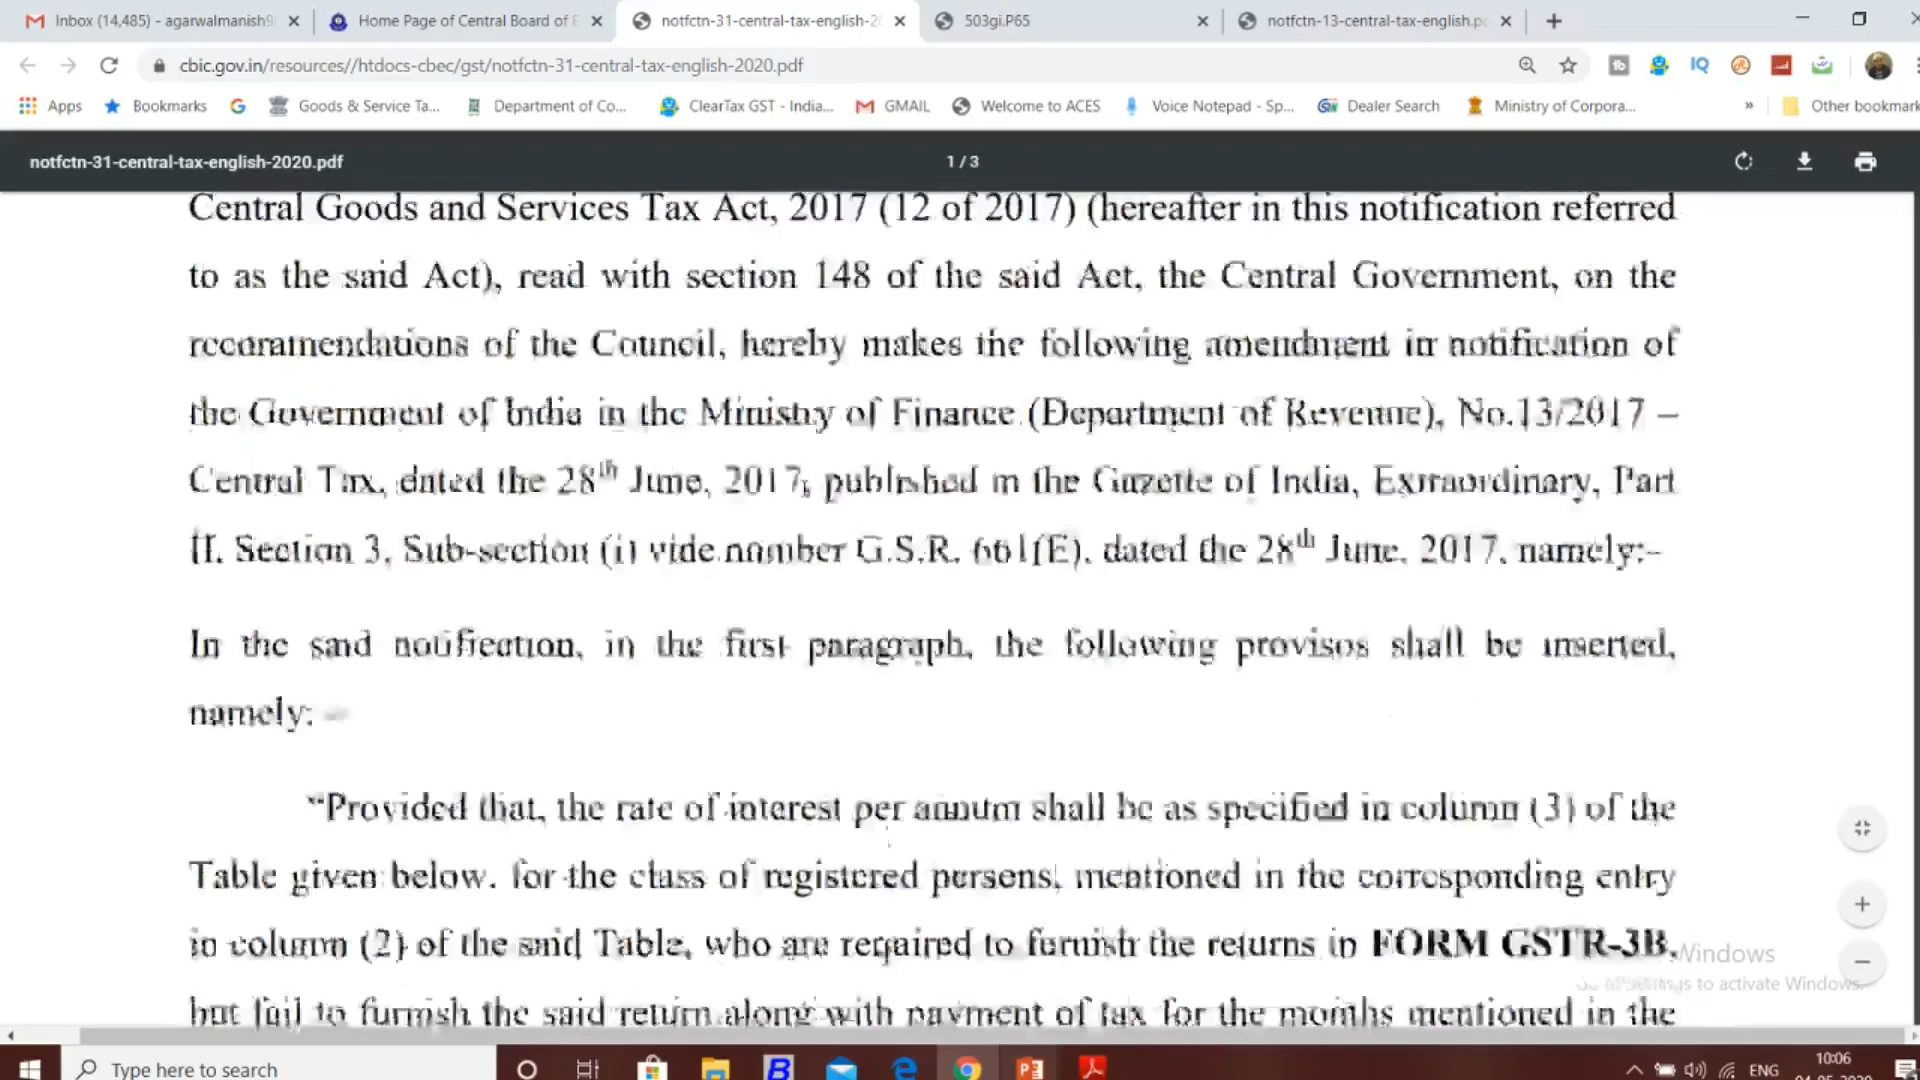 Inbox (14,485) - agarwalmanish9
Home Page of Central Board of E
notfctn-31-central-tax-english-2
503gi.P65
notfctn-13-central-tax-english.p
cbic.gov.in/resources//htdocs-cbec/gst/notfctn-31-central-tax-english-2020.pdf
Apps
Bookmarks
Goods & Service Ta...
Department of Co...
ClearTax GST - India...
GMAIL
Welcome to ACES
Voice Notepad - Sp...
Dealer Search
Ministry of Corpora...
»
Other bookmark
notfctn-31-central-tax-english-2020.pdf
1 / 3
Central Goods and Services Tax Act, 2017 (12 of 2017) (hereafter in this notification referred
to as the said Act), read with section 148 of the said Act, the Central Government, on the
recommendations of the Council, hereby makes the following amendment in notification of
the Government of India in the Ministry of Finance (Department of Revenue), No.13/2017 –
Central Tax, dated the 28th June, 2017, published in the Gazette of India, Extraordinary, Part
II, Section 3, Sub-section (i) vide number G.S.R. 661(E), dated the 28th June, 2017, namely:–
In the said notification, in the first paragraph, the following provisos shall be inserted,
namely: –
“Provided that, the rate of interest per annum shall be as specified in column (3) of the
Table given below, for the class of registered persons, mentioned in the corresponding entry
in column (2) of the said Table, who are required to furnish the returns in FORM GSTR-3B,
but fail to furnish the said return along with payment of tax for the months mentioned in the
Windows
to activate Windows.
Type here to search
ENG
10:06